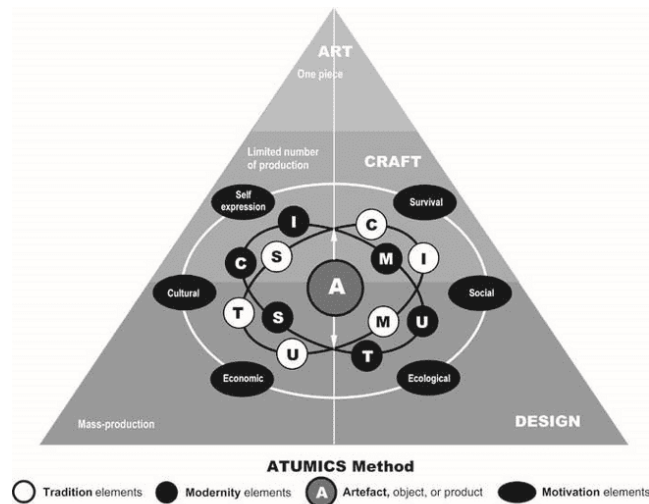 ART
One piece
Limited number
of production
CRAFT
Self
expression
Survival
I
C
S
M
I
C
A
Cultural
Social
T
S
M
U
U
T
Economic
Ecological
Mass-production
DESIGN
ATUMICS Method
Tradition elements
Modernity elements
A
Artefact, object, or product
Motivation elements